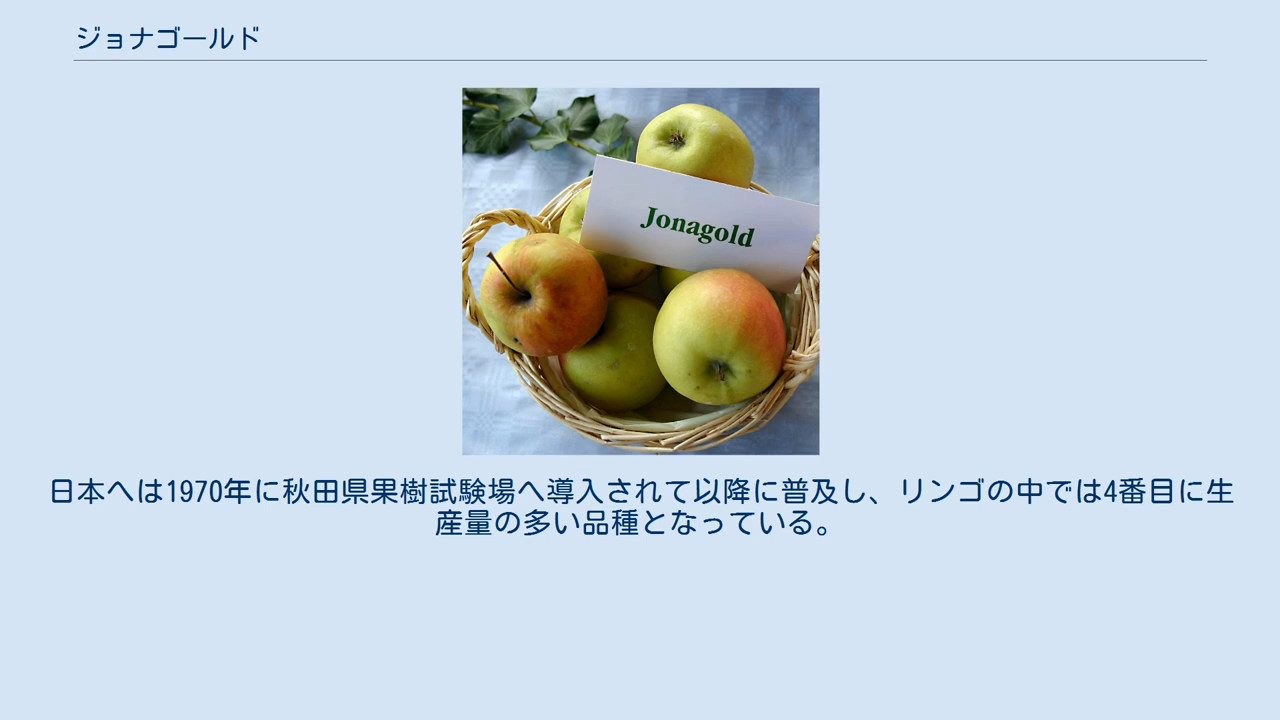 ジョナゴールド
Jonagold
日本へは1970年に秋田県果樹試験場へ導入されて以降に普及し、リンゴの中では4番目に生
産量の多い品種となっている。